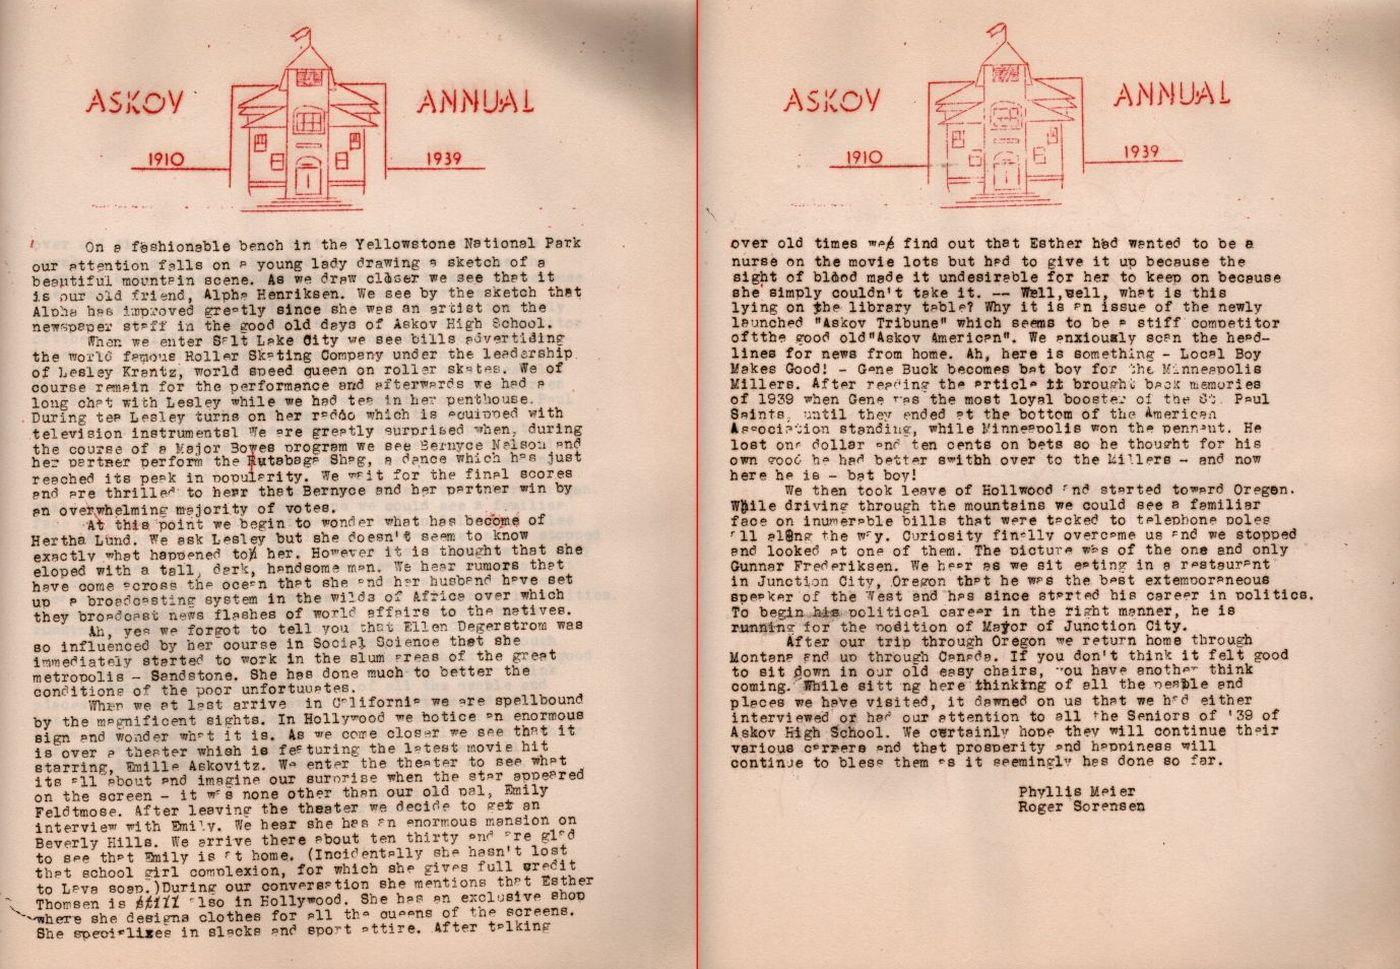 ASKOV ANNUAL
1910 1939
On a fashionable bench in the Yellowstone National Park
our attention falls on a young lady drawing a sketch of a
beautiful mountain scene. As we draw closer we see that it
is our old friend, Alpha Henriksen. We see by the sketch that
Alpha has improved greatly since she was an artist on the
newspaper staff in the good old days of Askov High School.
When we enter Salt Lake City we see bills advertiding
the world famous Roller Skating Company under the leadership
of Lesley Krantz, world speed queen on roller skates. We of
course remain for the performance and afterwards we had a
long chat with Lesley while we had tea in her penthouse.
During tea Lesley turns on her raddo which is equipped with
television instruments! We are greatly surprised when, during
the course of a Major Bowes program we see Bernyce Nelson and
her partner perform the Rutabaga Shag, a dance which has just
reached its peak in popularity. We wait for the final scores
and are thrilled to hear that Bernyce and her partner win by
an overwhelming majority of votes.
At this point we begin to wonder what has become of
Hertha Lund. We ask Lesley but she doesn't seem to know
exactly what happened to her. However it is thought that she
eloped with a tall, dark, handsome man. We hear rumors that
have come across the ocean that she and her husband have set
up a broadcasting system in the wilds of Africa over which
they broadcast news flashes of world affairs to the natives.
Ah, yes we forgot to tell you that Ellen Degerstrom was
so influenced by her course in Social Science that she
immediately started to work in the slum areas of the great
metropolis - Sandstone. She has done much to better the
conditions of the poor unfortunates.
When we at last arrive in California we are spellbound
by the magnificent sights. In Hollywood we notice an enormous
sign and wonder what it is. As we come closer we see that it
is over a theater which is featuring the latest movie hit
starring, Emille Askovitz. We enter the theater to see what
its all about and imagine our surprise when the star appeared
on the screen - it was none other than our old pal, Emily
Feldtmose. After leaving the theater we decide to get an
interview with Emily. We hear she has an enormous mansion on
Beverly Hills. We arrive there about ten thirty and are glad
to see that Emily is at home. (Incidentally she hasn't lost
that school girl complexion, for which she gives full credit
to Lava soap.)During our conversation she mentions that Esther
Thomsen is also in Hollywood. She has an exclusive shop
where she designs clothes for all the queens of the screens.
She specializes in slacks and sport attire. After talking
ASKOV ANNUAL
1910 1939
over old times we find out that Esther had wanted to be a
nurse on the movie lots but had to give it up because the
sight of blood made it undesirable for her to keep on because
she simply couldn't take it. -- Well,well, what is this
lying on the library table? Why it is an issue of the newly
launched "Askov Tribune" which seems to be a stiff competitor
ofthe good old"Askov American". We anxiously scan the head-
lines for news from home. Ah, here is something - Local Boy
Makes Good! - Gene Buck becomes bat boy for the Minneapolis
Millers. After reading the article it brought back memories
of 1939 when Gene was the most loyal booster of the St. Paul
Saints, until they ended at the bottom of the American
Association standing, while Minneapolis won the pennant. He
lost one dollar and ten cents on bets so he thought for his
own good he had better switbh over to the Millers - and now
here he is - bat boy!
We then took leave of Hollwood and started toward Oregon.
While driving through the mountains we could see a familiar
face on inumerable bills that were tacked to telephone poles
all along the way. Curiosity finally overcame us and we stopped
and looked at one of them. The picture was of the one and only
Gunnar Frederiksen. We hear as we sit eating in a restaurant
in Junction City, Oregon that he was the best extemporaneous
speaker of the West and has since started his career in politics.
To begin his political career in the right manner, he is
running for the position of Mayor of Junction City.
After our trip through Oregon we return home through
Montana and up through Canada. If you don't think it felt good
to sit down in our old easy chairs, you have another think
coming. While sitt ng here thinking of all the people and
places we have visited, it dawned on us that we had either
interviewed or had our attention to all the Seniors of '39 of
Askov High School. We certainly hope they will continue their
various careers and that prosperity and happiness will
continue to bless them as it seemingly has done so far.
Phyllis Meier
Roger Sorensen